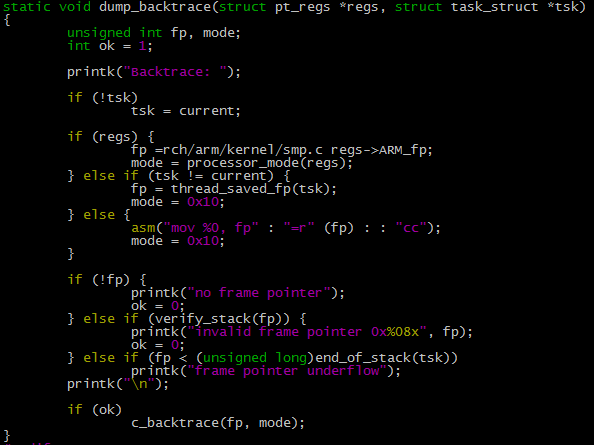 static void dump_backtrace(struct pt_regs *regs, struct task_struct *tsk)
{
        unsigned int fp, mode;
        int ok = 1;

        printk("Backtrace: ");

        if (!tsk)
                tsk = current;

        if (regs) {
                fp =rch/arm/kernel/smp.c regs->ARM_fp;
                mode = processor_mode(regs);
        } else if (tsk != current) {
                fp = thread_saved_fp(tsk);
                mode = 0x10;
        } else {
                asm("mov %0, fp" : "=r" (fp) : : "cc");
                mode = 0x10;
        }

        if (!fp) {
                printk("no frame pointer");
                ok = 0;
        } else if (verify_stack(fp)) {
                printk("invalid frame pointer 0x%08x", fp);
                ok = 0;
        } else if (fp < (unsigned long)end_of_stack(tsk))
                printk("frame pointer underflow");
        printk("\n");

        if (ok)
                c_backtrace(fp, mode);
}